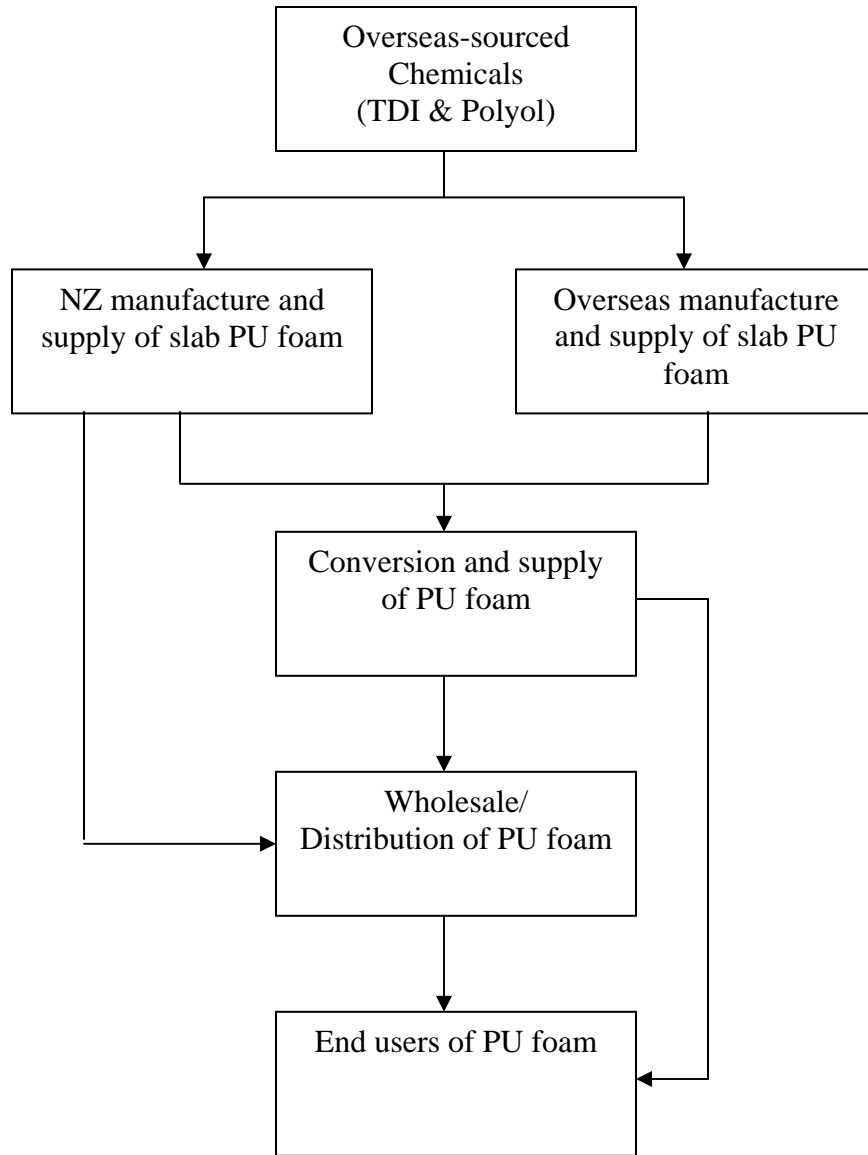 Overseas-sourced
Chemicals
(TDI & Polyol)
NZ manufacture and
supply of slab PU foam
Overseas manufacture
and supply of slab PU
foam
Conversion and supply
of PU foam
Wholesale/
Distribution of PU foam
End users of PU foam